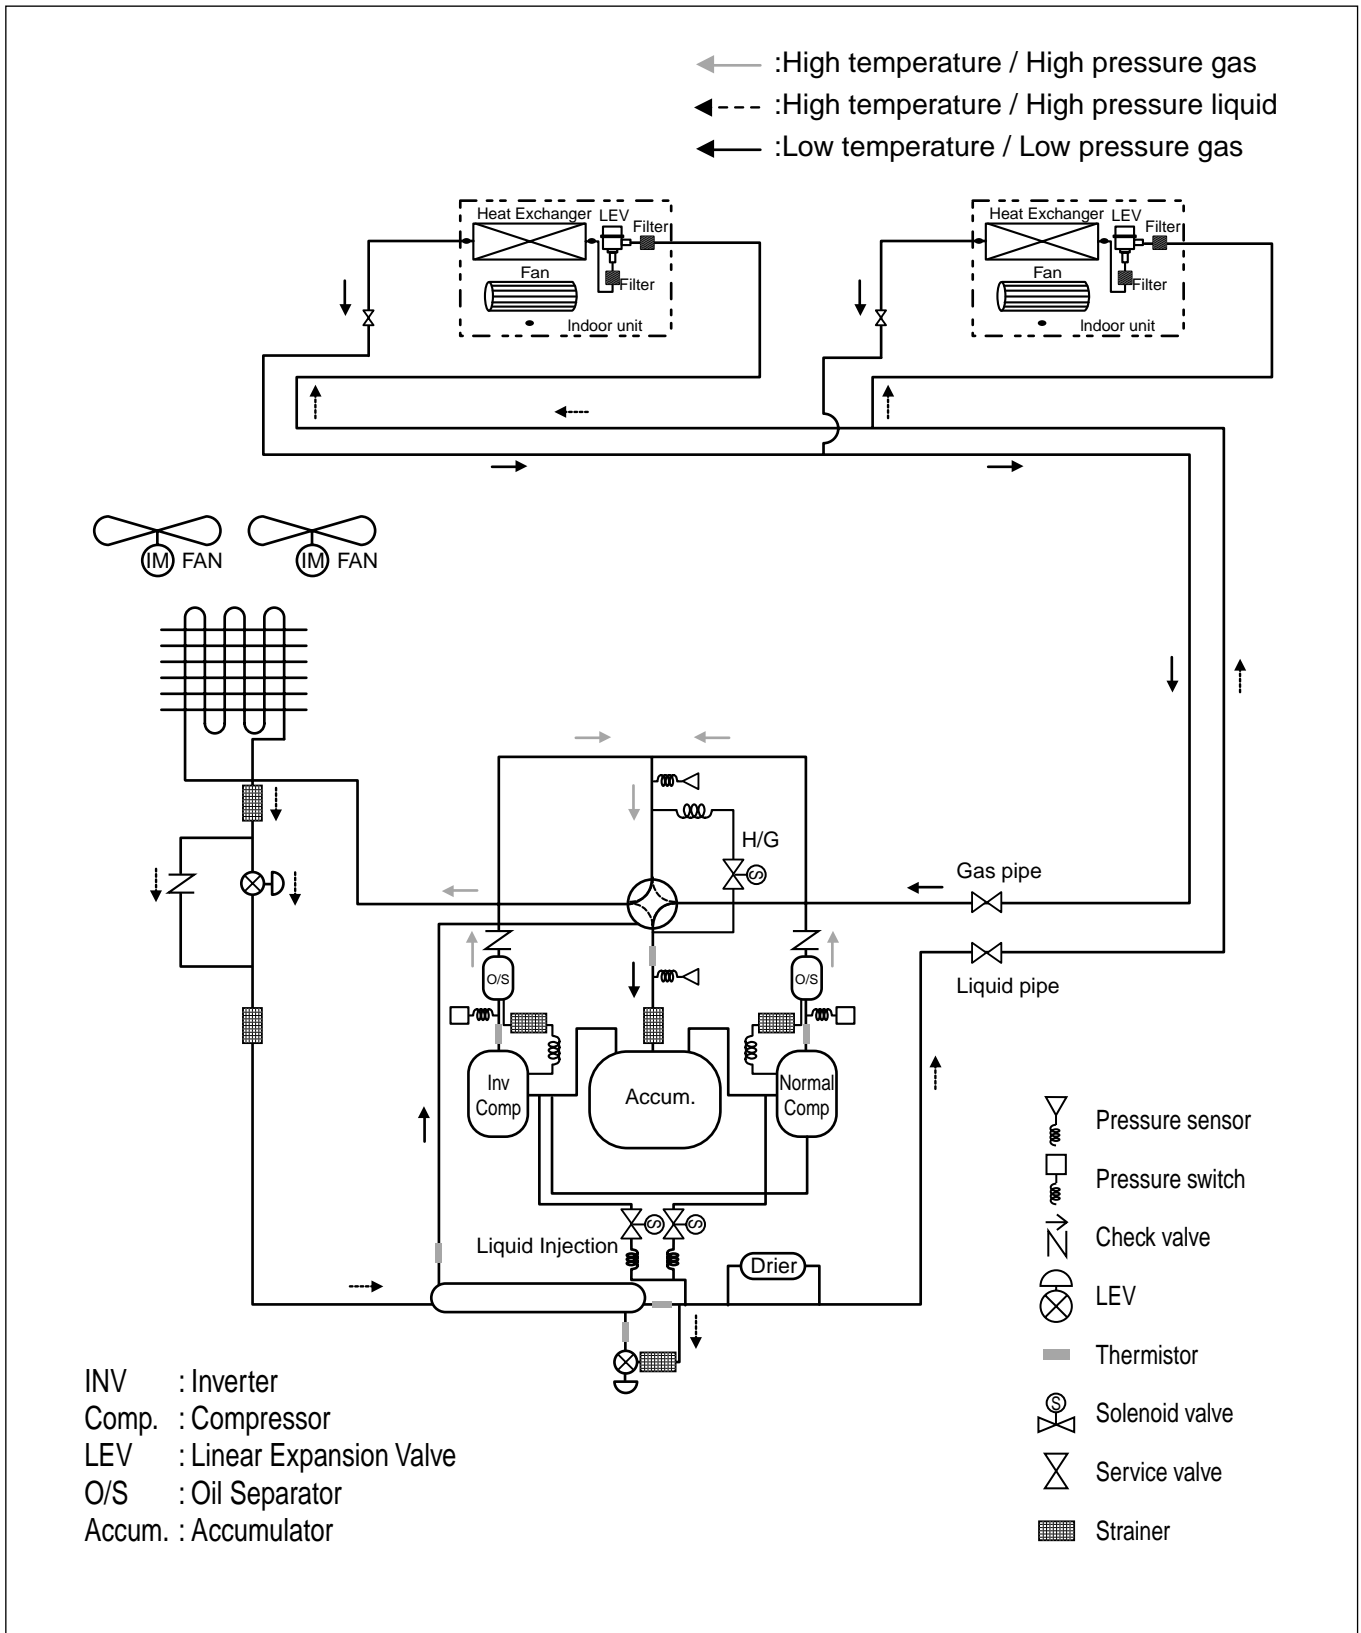 :High temperature / High pressure gas
:High temperature / High pressure liquid
:Low temperature / Low pressure gas
Heat Exchanger LEV
Filter
Fan
Filter
Indoor unit
Heat Exchanger LEV
Filter
Fan
Filter
Indoor unit
IM FAN
IM FAN
H/G
S
Gas pipe
Liquid pipe
O/S
O/S
Inv
Comp
Accum.
Normal
Comp
S
S
Liquid Injection
Drier
Pressure sensor
Pressure switch
Check valve
LEV
Thermistor
S
Solenoid valve
Service valve
Strainer
INV : Inverter
Comp. : Compressor
LEV : Linear Expansion Valve
O/S : Oil Separator
Accum. : Accumulator